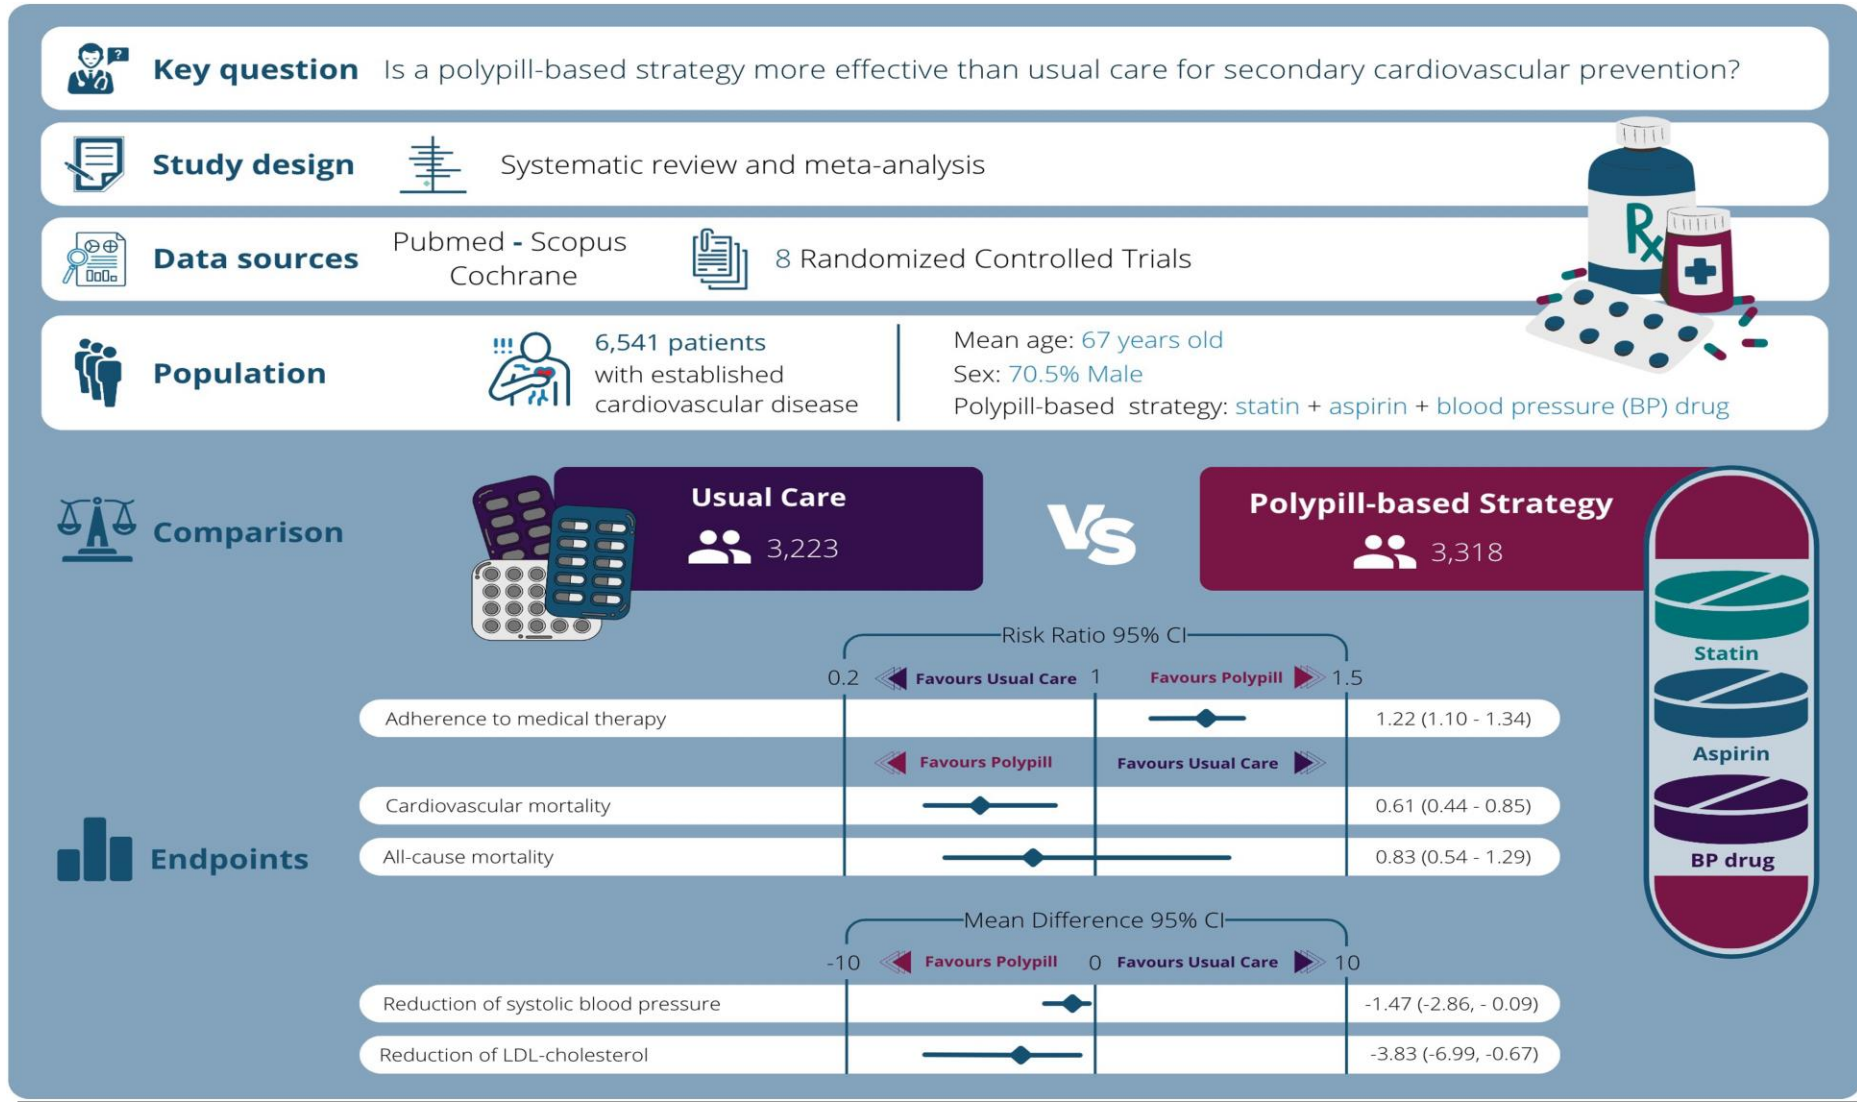 ?
Key question Is a polypill-based strategy more effective than usual care for secondary cardiovascular prevention?
Study design Systematic review and meta-analysis
Data sources
Pubmed - Scopus
Cochrane
8 Randomized Controlled Trials
Rx
Population
!!!
6,541 patients
with established
cardiovascular disease
Mean age: 67 years old
Sex: 70.5% Male
Polypill-based strategy: statin + aspirin + blood pressure (BP) drug
Comparison
Usual Care
3,223
VS
Polypill-based Strategy
3,318
Statin
Aspirin
BP drug
Endpoints
Risk Ratio 95% CI
0.2 Favours Usual Care 1 Favours Polypill 1.5
Adherence to medical therapy 1.22 (1.10 - 1.34)
Favours Polypill Favours Usual Care
Cardiovascular mortality 0.61 (0.44 - 0.85)
All-cause mortality 0.83 (0.54 - 1.29)
Mean Difference 95% CI
-10 Favours Polypill 0 Favours Usual Care 10
Reduction of systolic blood pressure -1.47 (-2.86, - 0.09)
Reduction of LDL-cholesterol -3.83 (-6.99, -0.67)